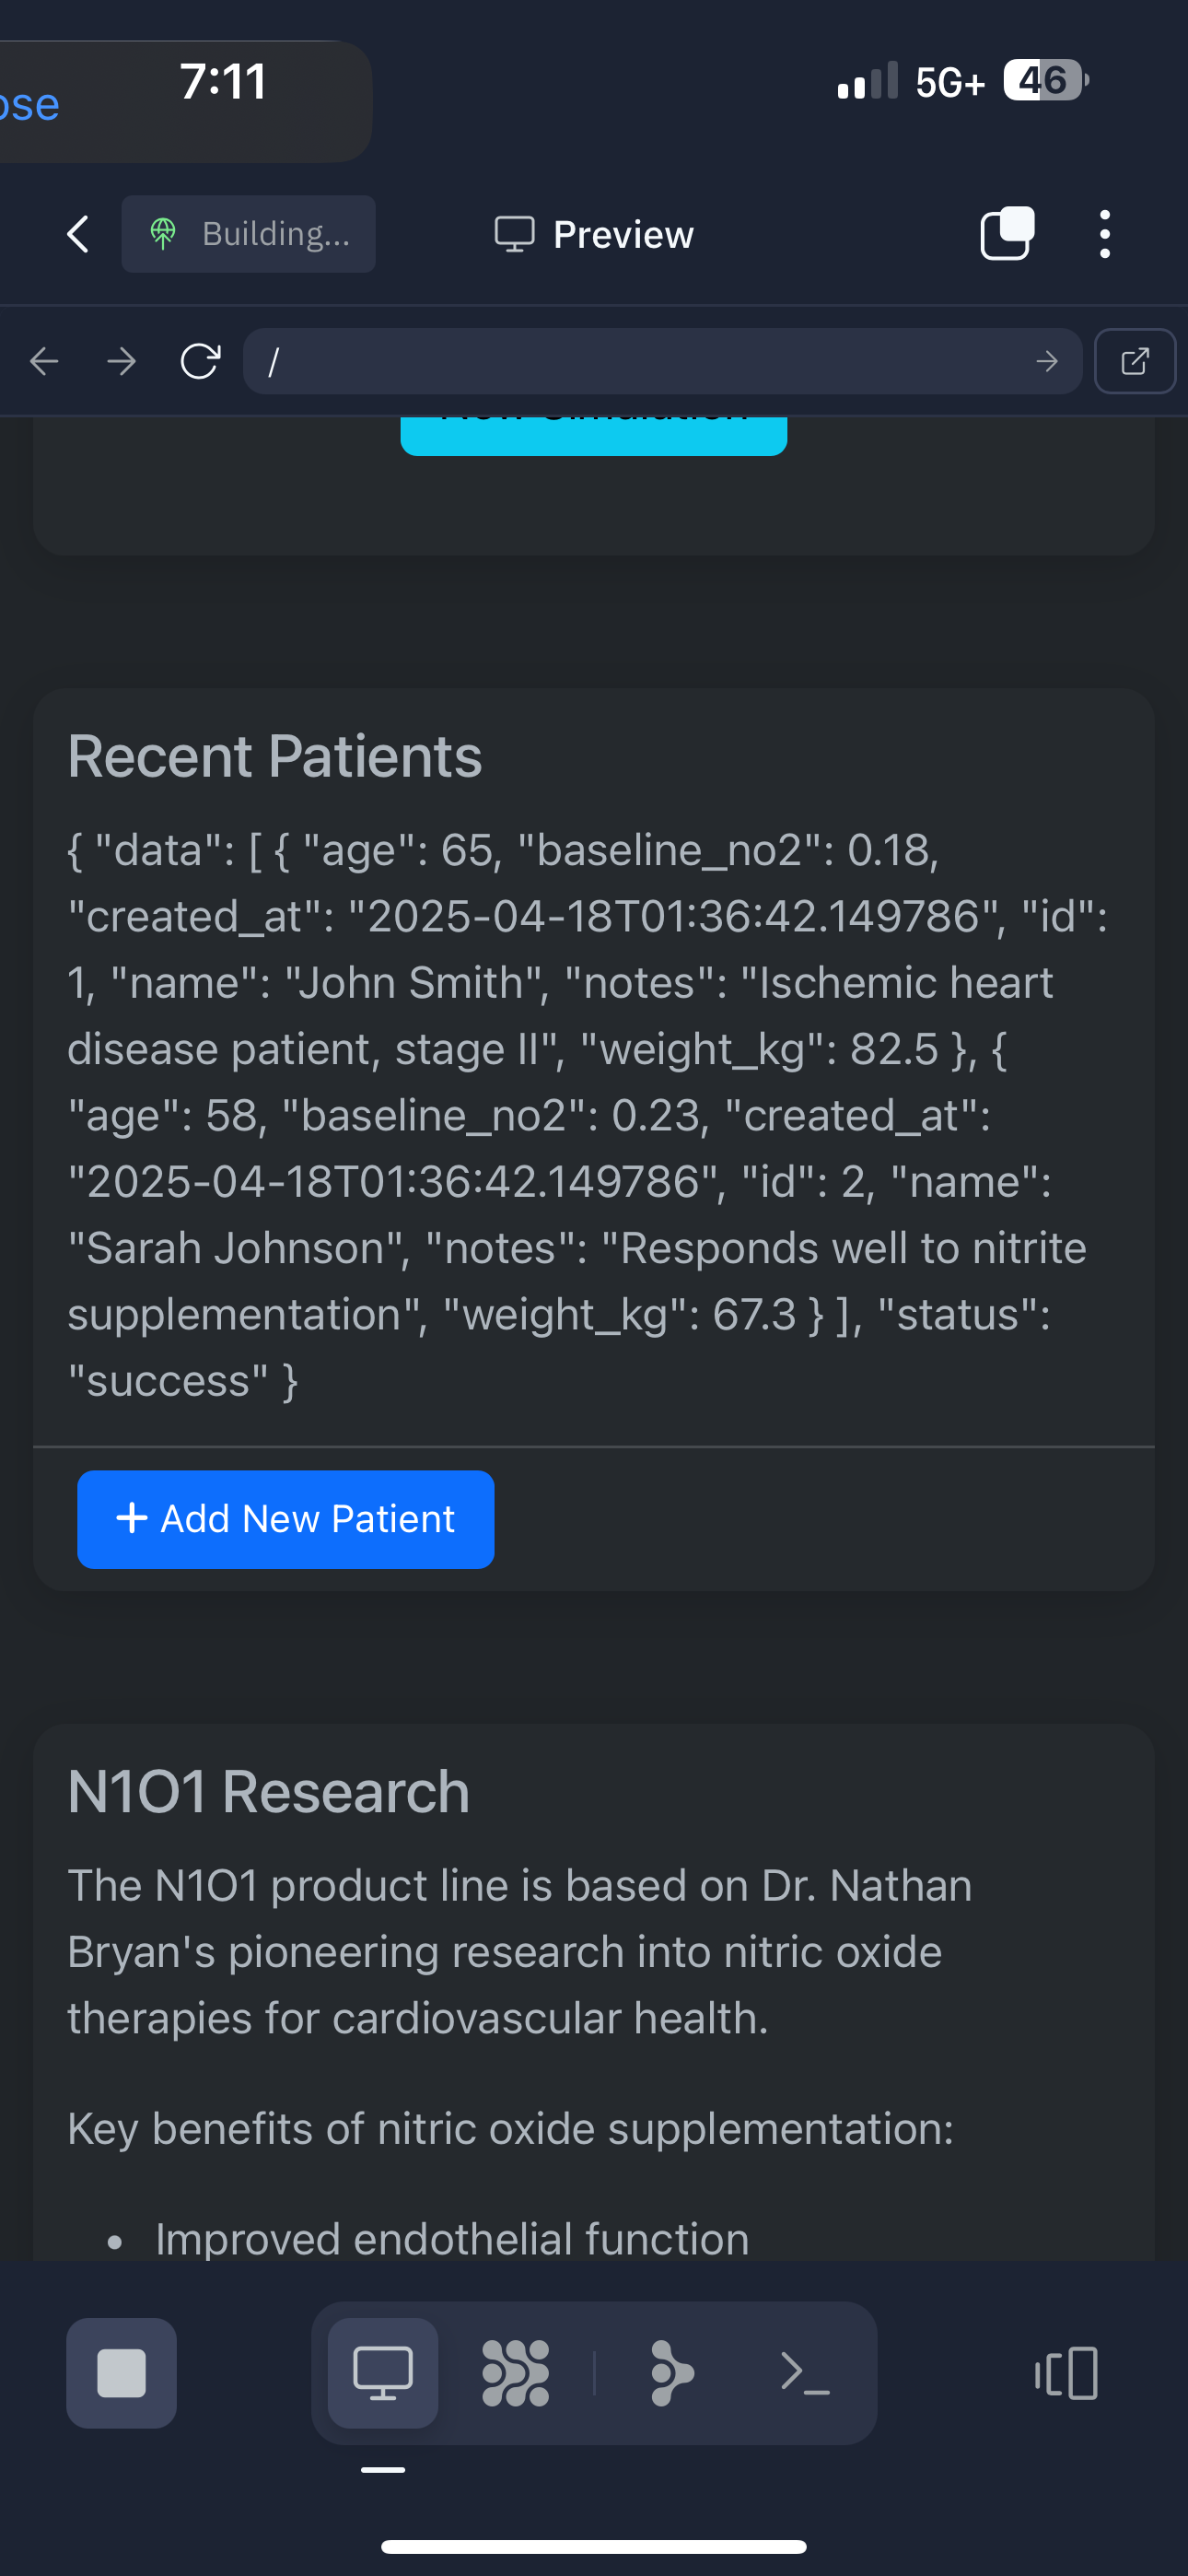 7:11
5G+
46
Building...
Preview
/
Recent Patients
{ "data": [ { "age": 65, "baseline_no2": 0.18,
"created_at": "2025-04-18T01:36:42.149786", "id":
1, "name": "John Smith", "notes": "Ischemic heart
disease patient, stage II", "weight_kg": 82.5 }, {
"age": 58, "baseline_no2": 0.23, "created_at":
"2025-04-18T01:36:42.149786", "id": 2, "name":
"Sarah Johnson", "notes": "Responds well to nitrite
supplementation", "weight_kg": 67.3 } ], "status":
"success" }
+ Add New Patient
N1O1 Research
The N1O1 product line is based on Dr. Nathan
Bryan's pioneering research into nitric oxide
therapies for cardiovascular health.
Key benefits of nitric oxide supplementation:
• Improved endothelial function